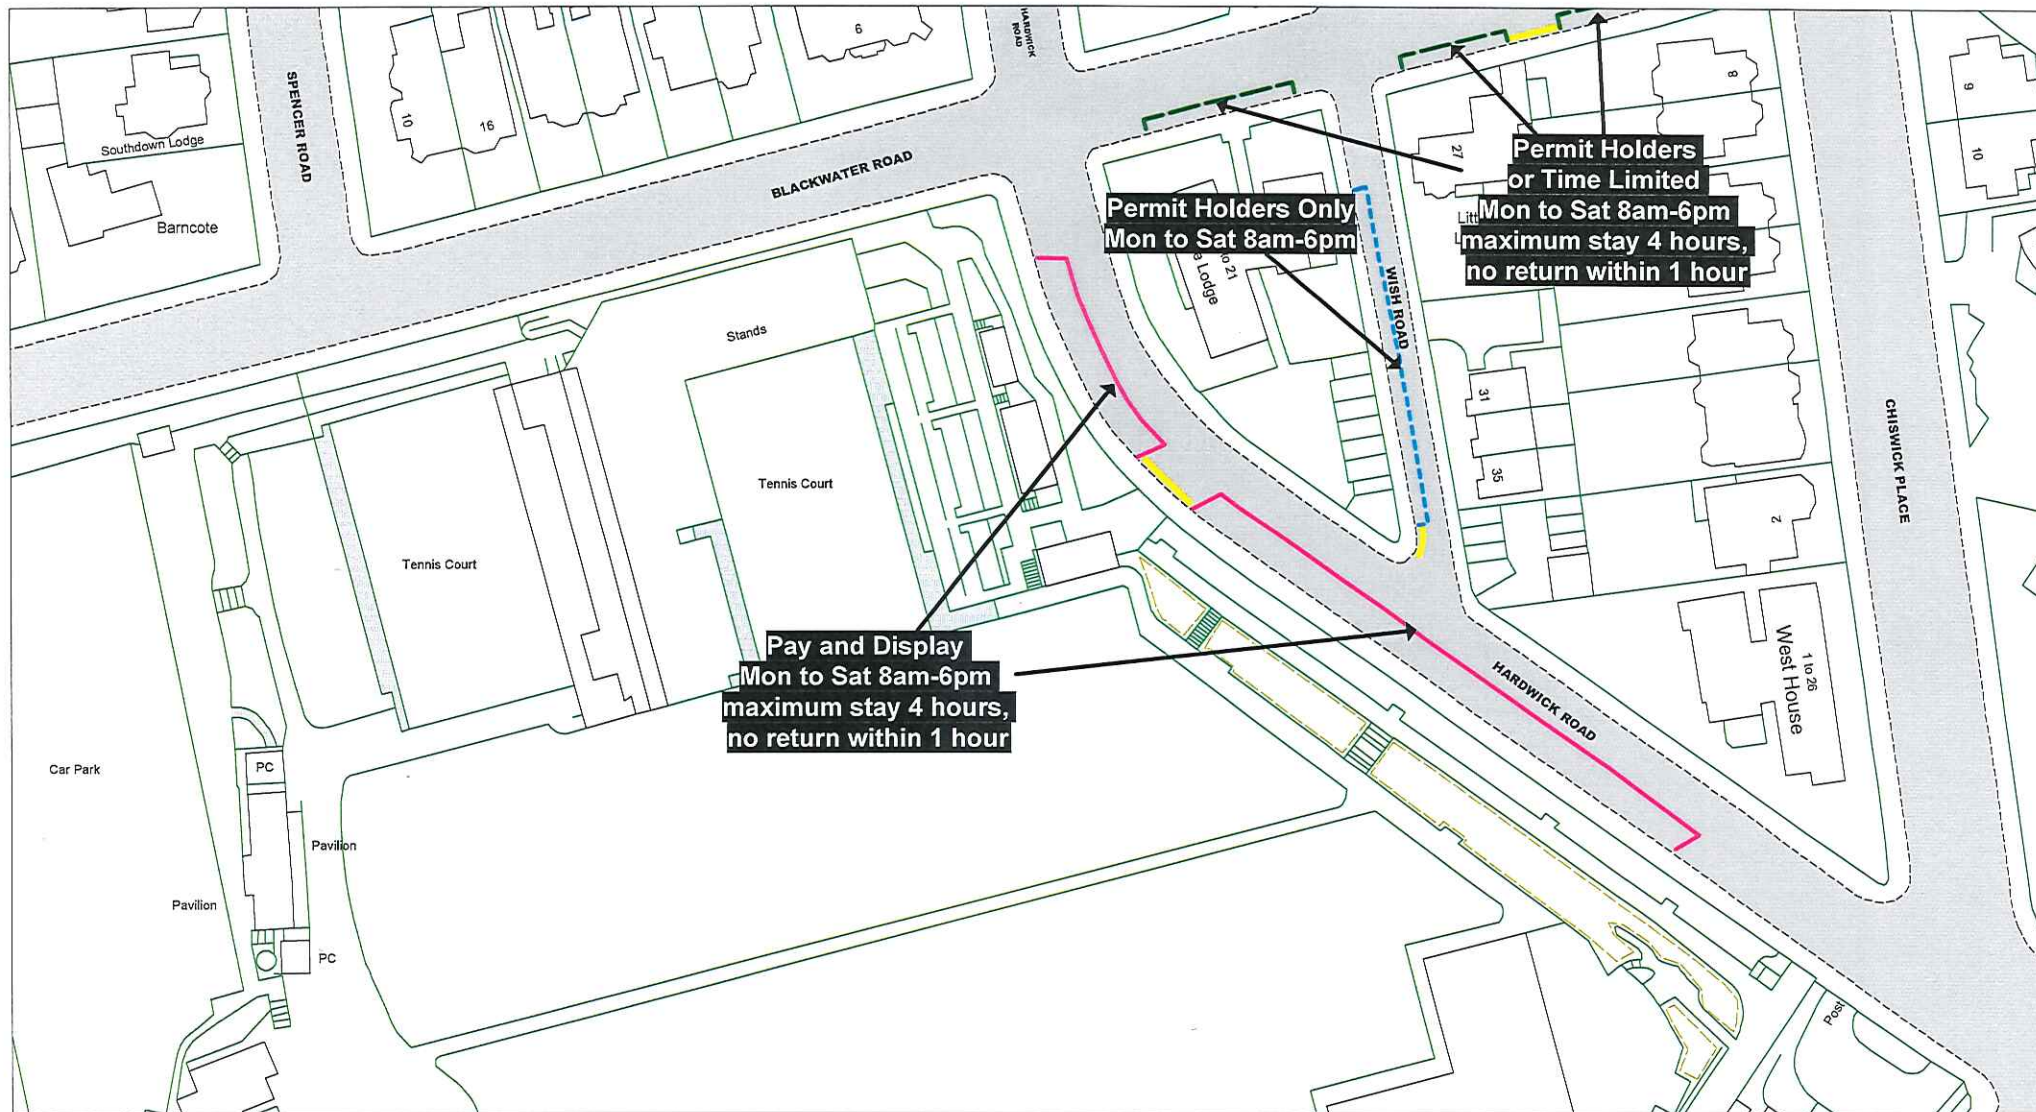 HARDWICK
ROAD
6
SPENCER ROAD
10
16
Southdown Lodge
Barncote
BLACKWATER ROAD
8
9
10
27
Permit Holders
or Time Limited
Mon to Sat 8am-6pm
maximum stay 4 hours,
no return within 1 hour
Permit Holders Only
Mon to Sat 8am-6pm
to 21
Lodge
WISH ROAD
Stands
31
35
2
CHISWICK PLACE
Tennis Court
Tennis Court
Pay and Display
Mon to Sat 8am-6pm
maximum stay 4 hours,
no return within 1 hour
HARDWICK ROAD
1 to 26
West House
Car Park
PC
Pavilion
Pavilion
PC
Post